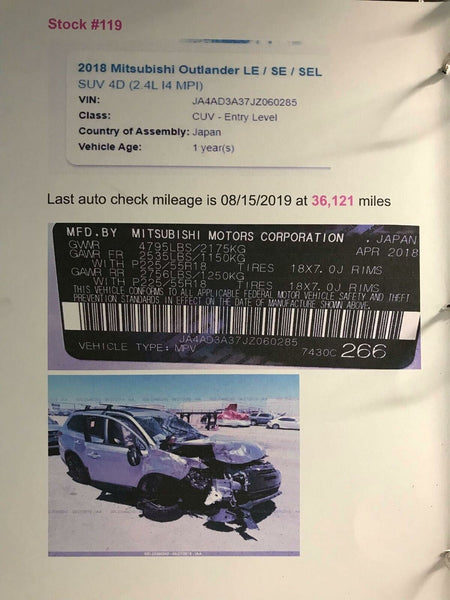 Stock #119
2018 Mitsubishi Outlander LE / SE / SEL
SUV 4D (2.4L I4 MPI)
VIN: JA4AD3A37JZ060285
Class: CUV - Entry Level
Country of Assembly: Japan
Vehicle Age: 1 year(s)
Last auto check mileage is 08/15/2019 at 36,121 miles
MFD.BY MITSUBISHI MOTORS CORPORATION , JAPAN
GVWR 4795LBS/2175KG APR 2018
GAWR FR 2535LBS/1150KG
WITH P225/55R18 TIRES 18X7.0J RIMS
GAWR RR 2756LBS/1250KG
WITH P225/55R18 TIRES 18X7.0J RIMS
THIS VEHICLE CONFORMS TO ALL APPLICABLE FEDERAL MOTOR VEHICLE SAFETY AND THEFT
PREVENTION STANDARDS IN EFFECT ON THE DATE OF MANUFACTURE SHOWN ABOVE.
JA4AD3A37JZ060285
VEHICLE TYPE: MPV 7430C 266